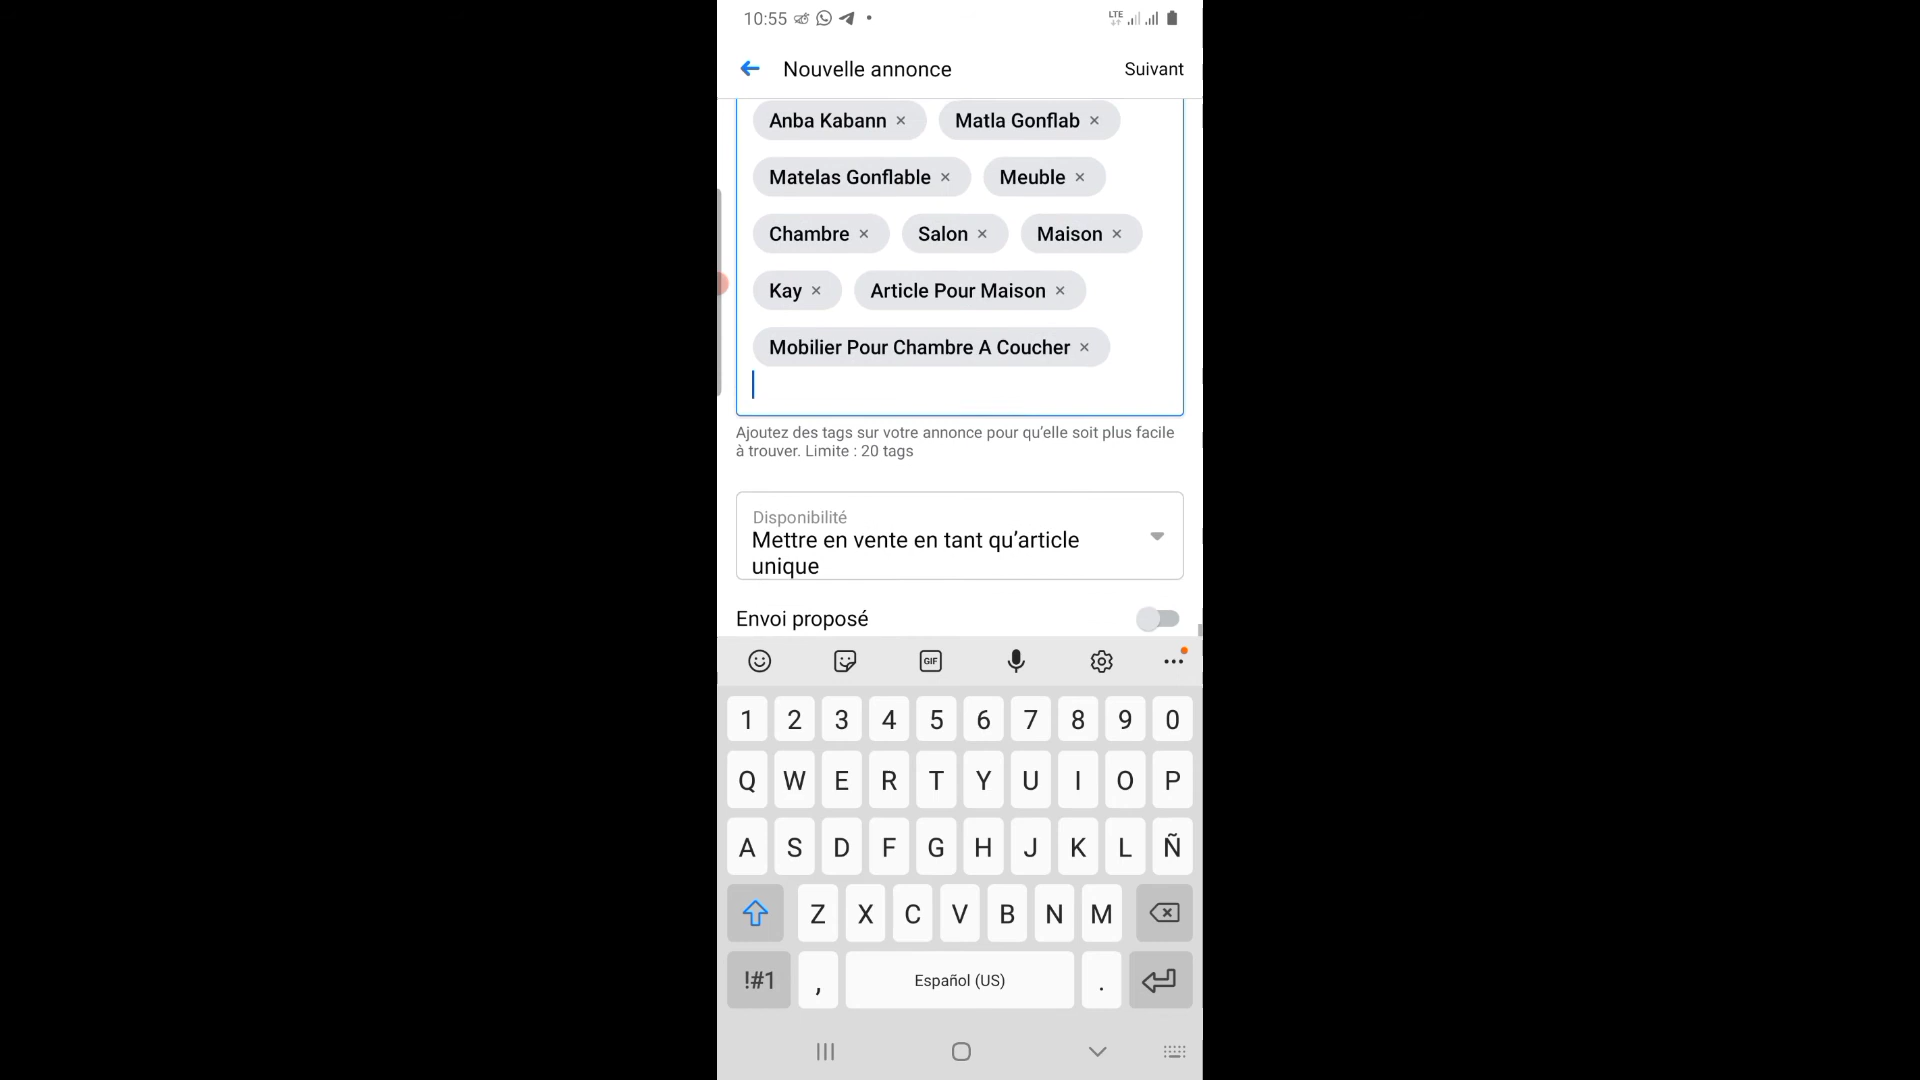 10:55 LTE
Nouvelle annonce Suivant
Anba Kabann × Matla Gonflab ×
Matelas Gonflable × Meuble ×
Chambre × Salon × Maison ×
Kay × Article Pour Maison ×
Mobilier Pour Chambre A Coucher ×
Ajoutez des tags sur votre annonce pour qu’elle soit plus facile
à trouver. Limite : 20 tags
Disponibilité
Mettre en vente en tant qu’article
unique
Envoi proposé
GIF
1 2 3 4 5 6 7 8 9 0
Q W E R T Y U I O P
A S D F G H J K L Ñ
Z X C V B N M
!#1 , Español (US) .